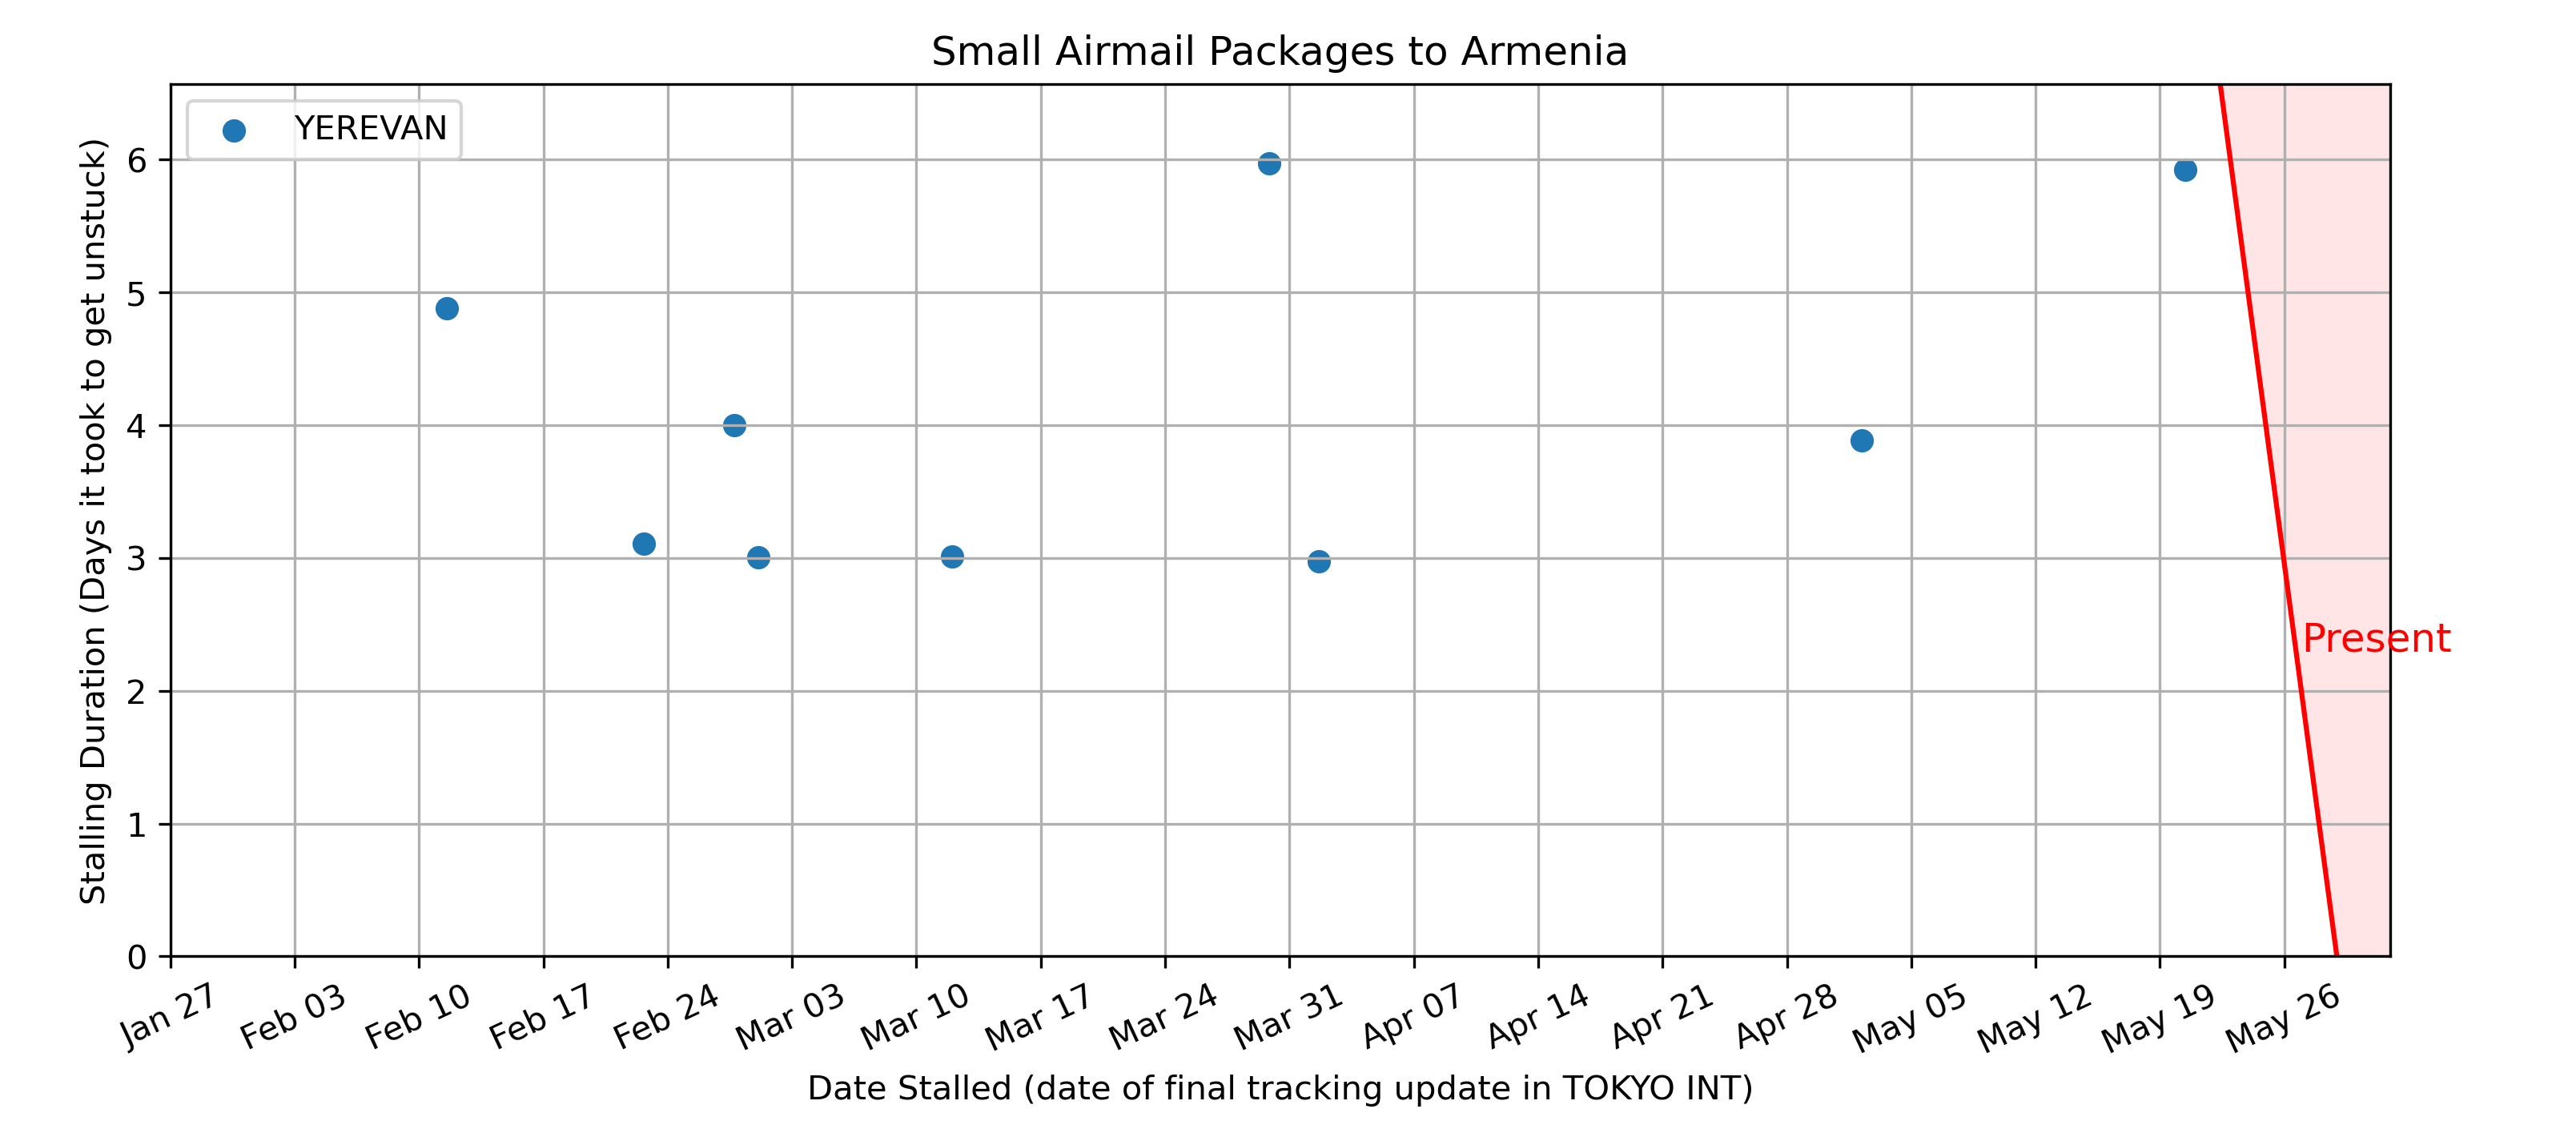 Small Airmail Packages to Armenia
YEREVAN
Stalling Duration (Days it took to get unstuck)
6
5
4
3
2
1
0
Present
Jan 27
Feb 03
Feb 10
Feb 17
Feb 24
Mar 03
Mar 10
Mar 17
Mar 24
Mar 31
Apr 07
Apr 14
Apr 21
Apr 28
May 05
May 12
May 19
May 26
Date Stalled (date of final tracking update in TOKYO INT)